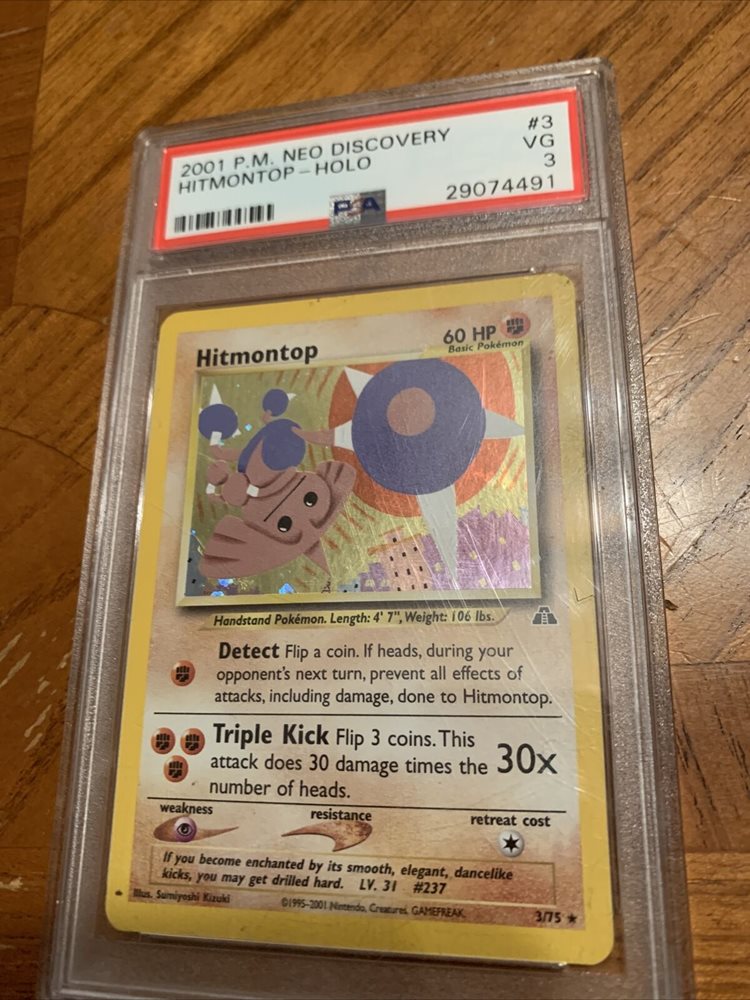 2001 P.M. NEO DISCOVERY #3
HITMONTOP - HOLO VG
3
PSA 29074491
Hitmontop 60 HP
Basic Pokémon
Handstand Pokémon. Length: 4' 7", Weight: 106 lbs.
Detect Flip a coin. If heads, during your
opponent's next turn, prevent all effects of
attacks, including damage, done to Hitmontop.
Triple Kick Flip 3 coins. This
attack does 30 damage times the 30x
number of heads.
weakness resistance retreat cost
If you become enchanted by its smooth, elegant, dancelike
kicks, you may get drilled hard. LV. 31 #237
Illus. Sumiyoshi Kizuki ©1995-2001 Nintendo, Creatures, GAMEFREAK. 3/75 ★